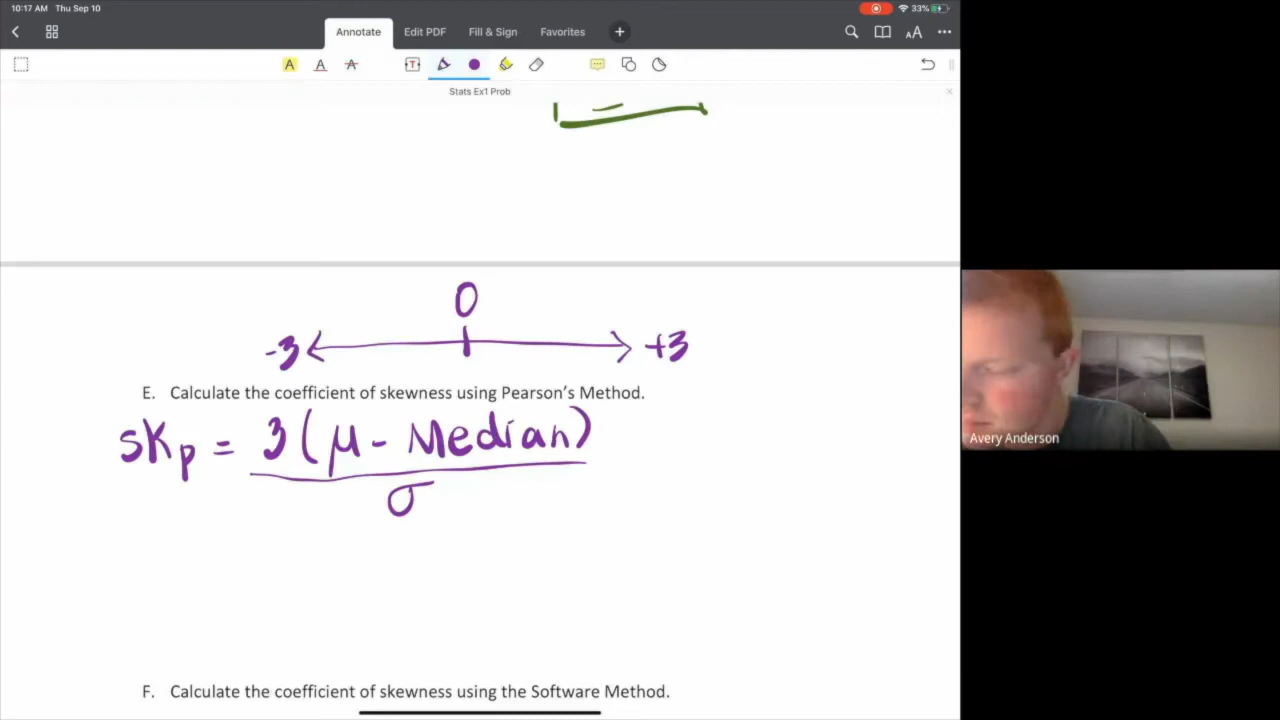 10:17 AM Thu Sep 10
33%
Annotate Edit PDF Fill & Sign Favorites
AA
A A A T
Stats Ex1 Prob
0
-3 +3
E. Calculate the coefficient of skewness using Pearson's Method.
skp = 3(μ - Median)
σ
Avery Anderson
F. Calculate the coefficient of skewness using the Software Method.